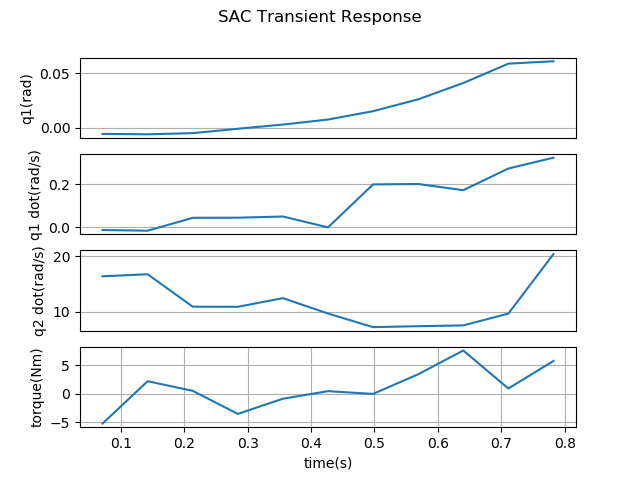 SAC Transient Response
q1(rad)
0.05
0.00
q1 dot(rad/s)
0.2
0.0
q2 dot(rad/s)
20
10
torque(Nm)
5
0
−5
0.1 0.2 0.3 0.4 0.5 0.6 0.7 0.8
time(s)